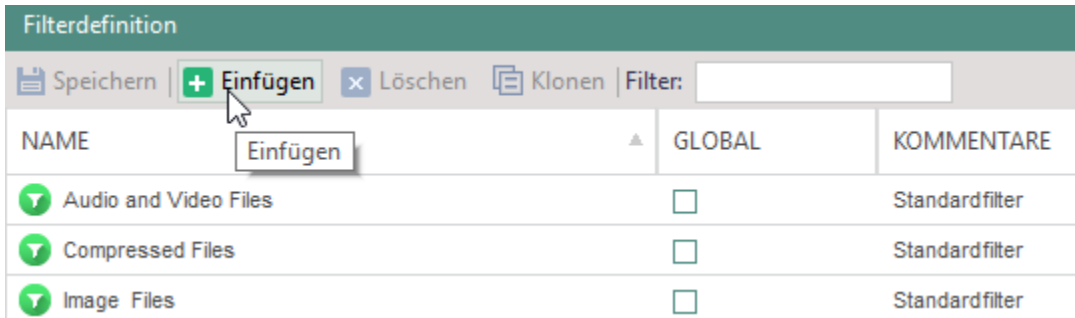 Filterdefinition
Speichern Einfügen Löschen Klonen Filter:
Einfügen
NAME GLOBAL KOMMENTARE
Audio and Video Files Standardfilter
Compressed Files Standardfilter
Image Files Standardfilter